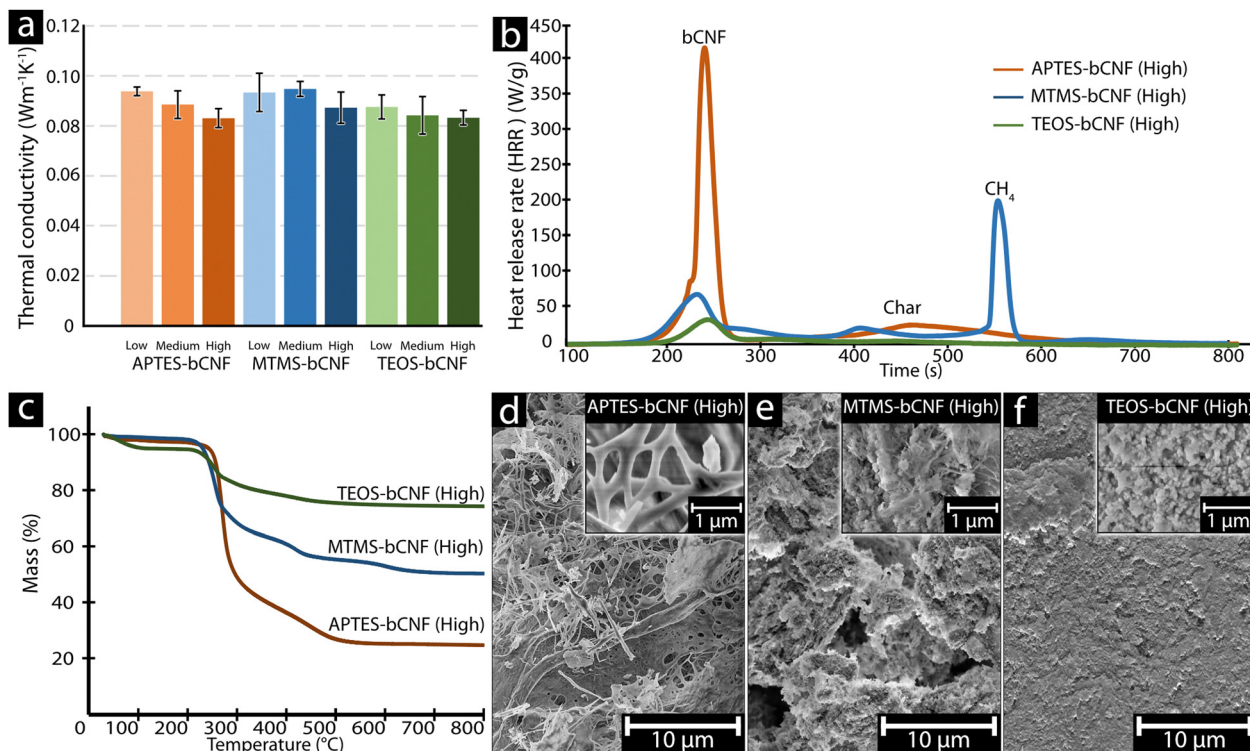 a
Thermal conductivity (Wm⁻¹K⁻¹)
0.12
0.10
0.08
0.06
0.04
0.02
0
Low Medium High Low Medium High Low Medium High
APTES-bCNF MTMS-bCNF TEOS-bCNF
b
Heat release rate (HRR ) (W/g)
450
400
350
300
250
200
150
100
50
0
100 200 300 400 500 600 700 800
Time (s)
bCNF
Char
CH₄
APTES-bCNF (High)
MTMS-bCNF (High)
TEOS-bCNF (High)
c
Mass (%)
100
80
60
40
20
0 100 200 300 400 500 600 700 800
Temperature (°C)
TEOS-bCNF (High)
MTMS-bCNF (High)
APTES-bCNF (High)
d
APTES-bCNF (High)
1 μm
10 μm
e
MTMS-bCNF (High)
1 μm
10 μm
f
TEOS-bCNF (High)
1 μm
10 μm